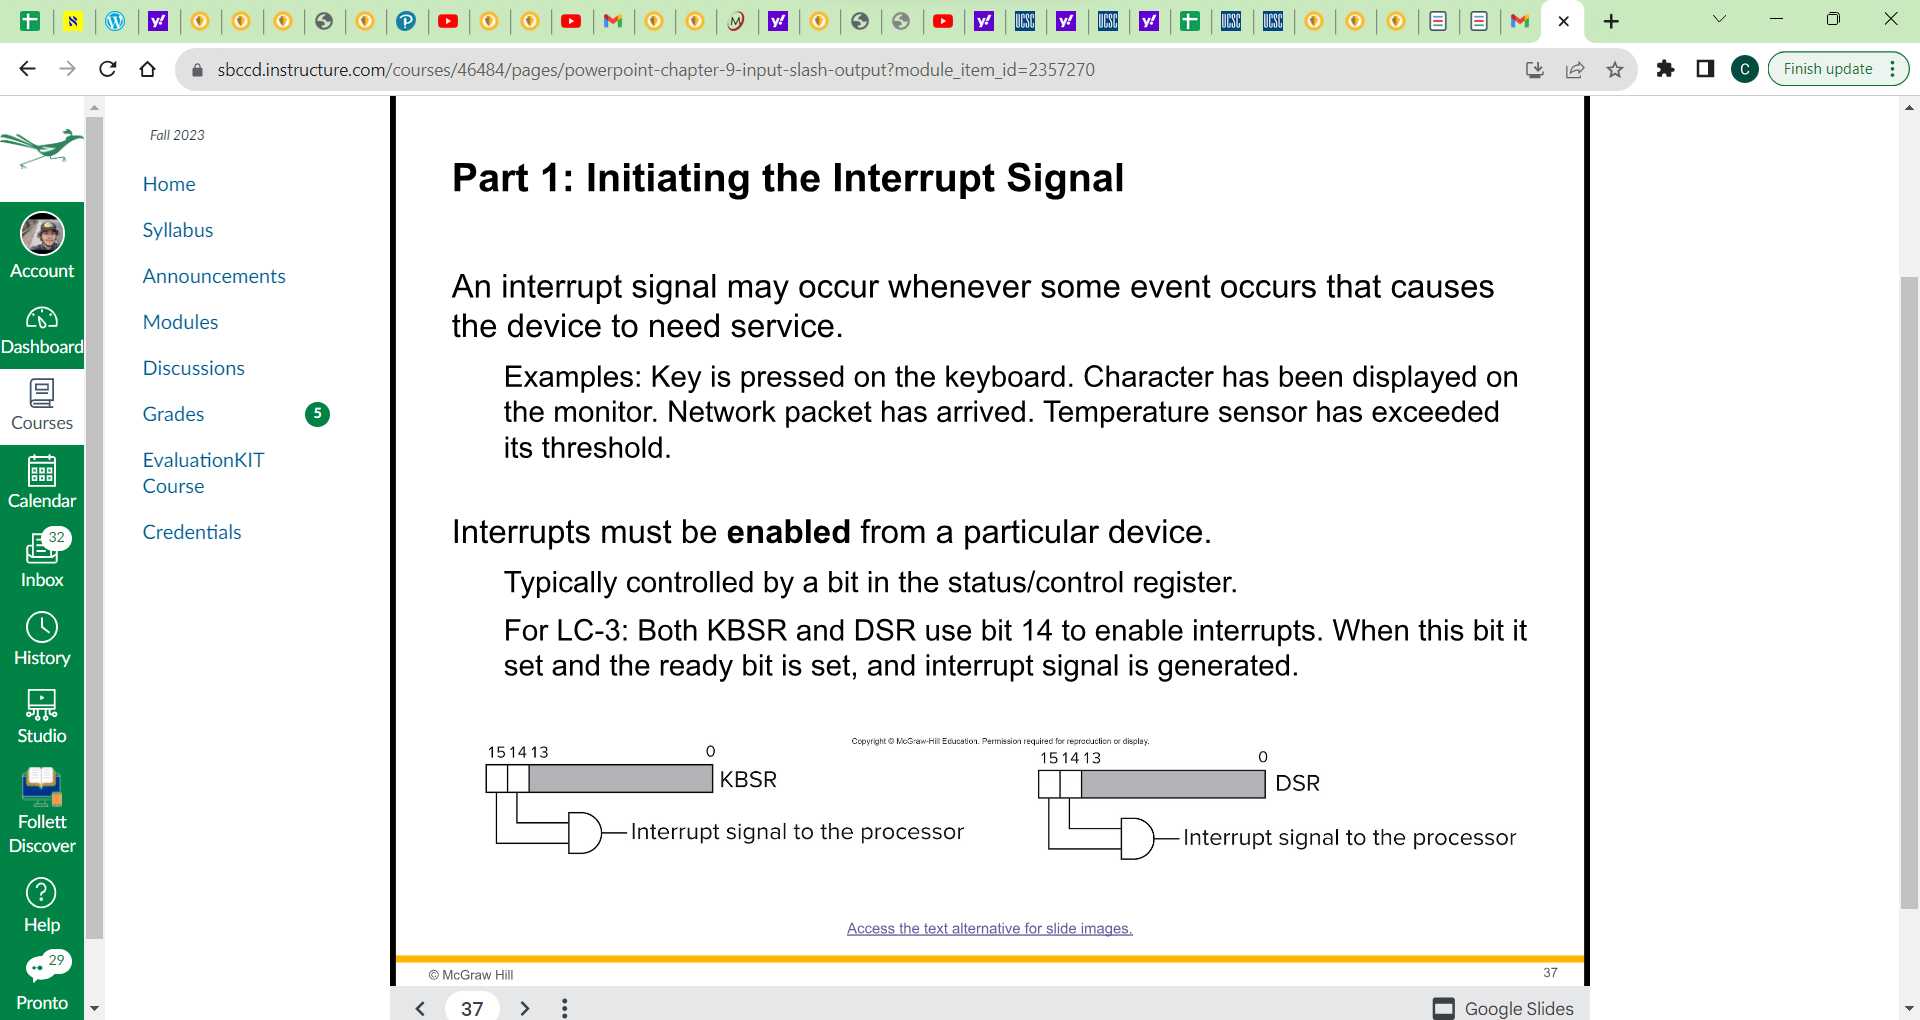 sbccd.instructure.com/courses/46484/pages/powerpoint-chapter-9-input-slash-output?module_item_id=2357270
C
Finish update
Account
Dashboard
Courses
Calendar
32
Inbox
History
Studio
Follett
Discover
Help
29
Pronto
Fall 2023
Home
Syllabus
Announcements
Modules
Discussions
Grades
5
EvaluationKIT
Course
Credentials
Part 1: Initiating the Interrupt Signal
An interrupt signal may occur whenever some event occurs that causes
the device to need service.
Examples: Key is pressed on the keyboard. Character has been displayed on
the monitor. Network packet has arrived. Temperature sensor has exceeded
its threshold.
Interrupts must be enabled from a particular device.
Typically controlled by a bit in the status/control register.
For LC-3: Both KBSR and DSR use bit 14 to enable interrupts. When this bit it
set and the ready bit is set, and interrupt signal is generated.
Copyright © McGraw-Hill Education. Permission required for reproduction or display.
15 14 13 0
KBSR
Interrupt signal to the processor
15 14 13 0
DSR
Interrupt signal to the processor
Access the text alternative for slide images.
© McGraw Hill
37
37
Google Slides